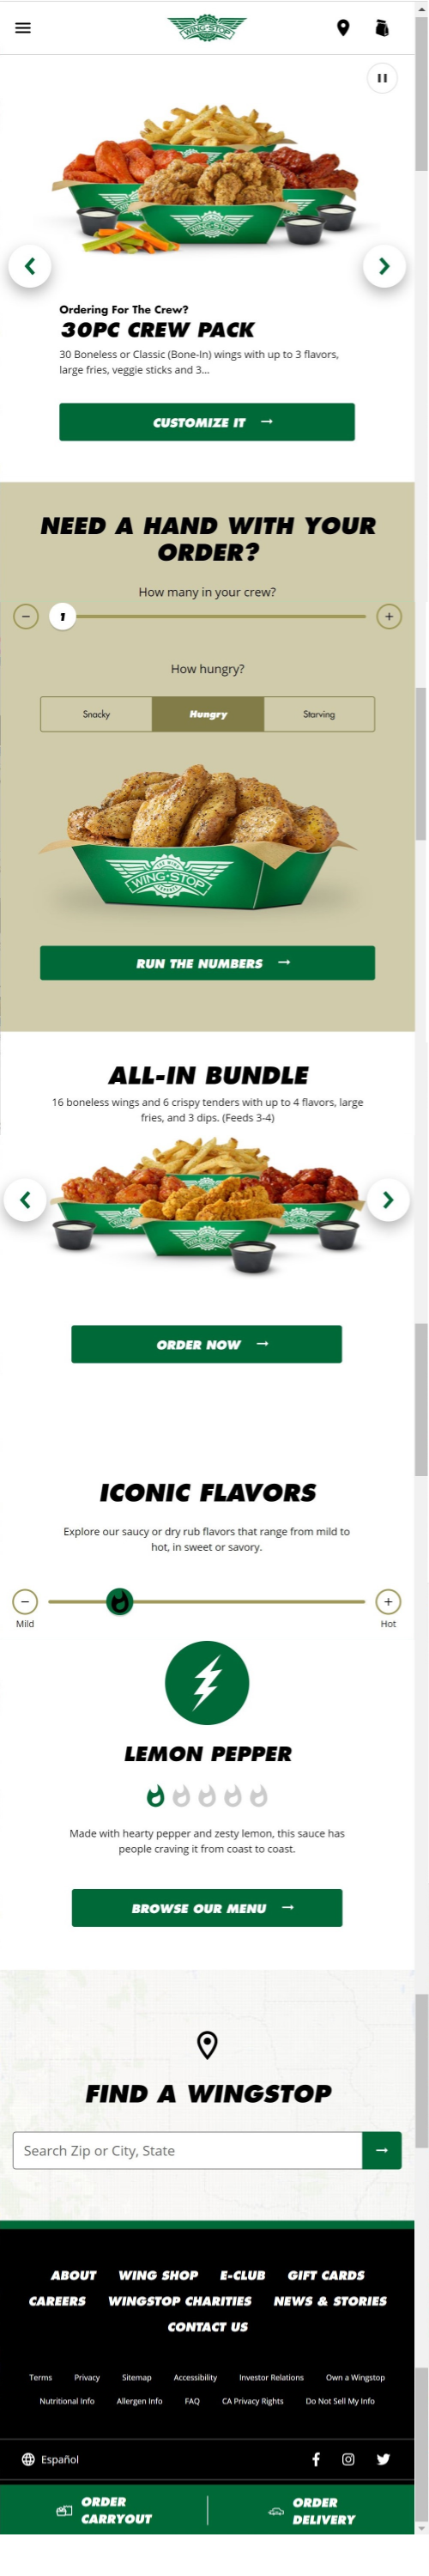 WING·STOP
Ordering For The Crew?
30PC CREW PACK
30 Boneless or Classic (Bone-In) wings with up to 3 flavors,
large fries, veggie sticks and 3...
CUSTOMIZE IT
NEED A HAND WITH YOUR
ORDER?
How many in your crew?
1
How hungry?
Snacky Hungry Starving
WING·STOP
RUN THE NUMBERS
ALL-IN BUNDLE
16 boneless wings and 6 crispy tenders with up to 4 flavors, large
fries, and 3 dips. (Feeds 3-4)
ORDER NOW
ICONIC FLAVORS
Explore our saucy or dry rub flavors that range from mild to
hot, in sweet or savory.
Mild Hot
LEMON PEPPER
Made with hearty pepper and zesty lemon, this sauce has
people craving it from coast to coast.
BROWSE OUR MENU
FIND A WINGSTOP
Search Zip or City, State
ABOUT WING SHOP E-CLUB GIFT CARDS
CAREERS WINGSTOP CHARITIES NEWS & STORIES
CONTACT US
Terms Privacy Sitemap Accessibility Investor Relations Own a Wingstop
Nutritional Info Allergen Info FAQ CA Privacy Rights Do Not Sell My Info
Español
ORDER
CARRYOUT
ORDER
DELIVERY